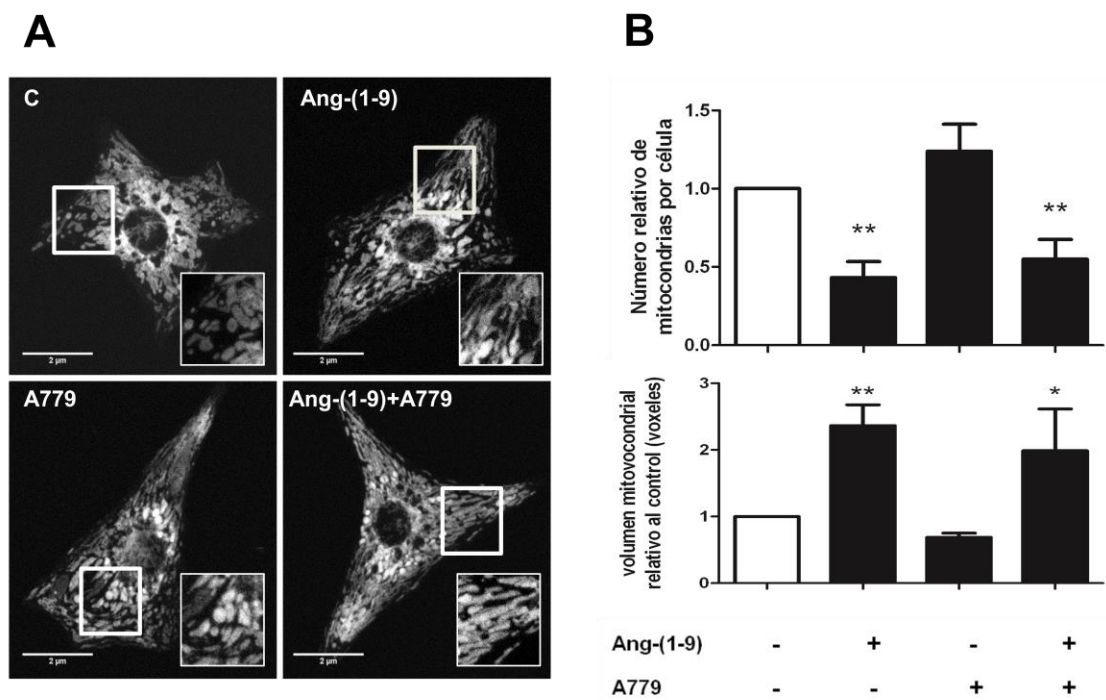 A
C
Ang-(1-9)
2 µm
2 µm
A779
Ang-(1-9)+A779
2 µm
2 µm
B
Número relativo de
mitocondrias por célula
1.5
1.0
0.5
0.0
**
**
volumen mitovocondrial
relativo al control (voxeles)
3
2
1
0
**
*
Ang-(1-9) - + - +
A779 - - + +